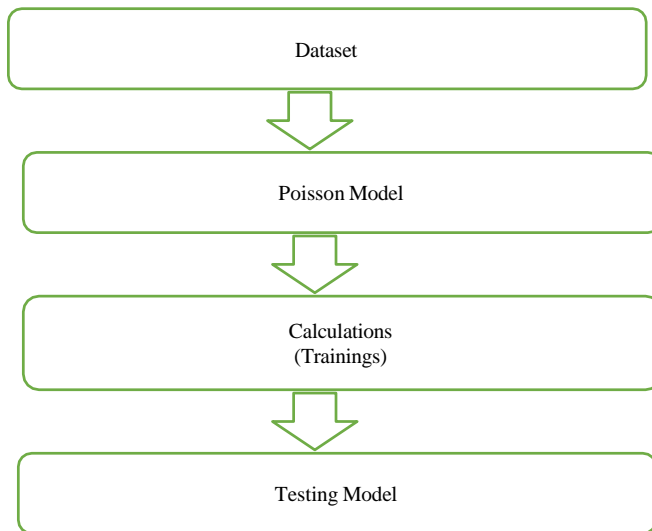 Dataset
Poisson Model
Calculations
(Trainings)
Testing Model